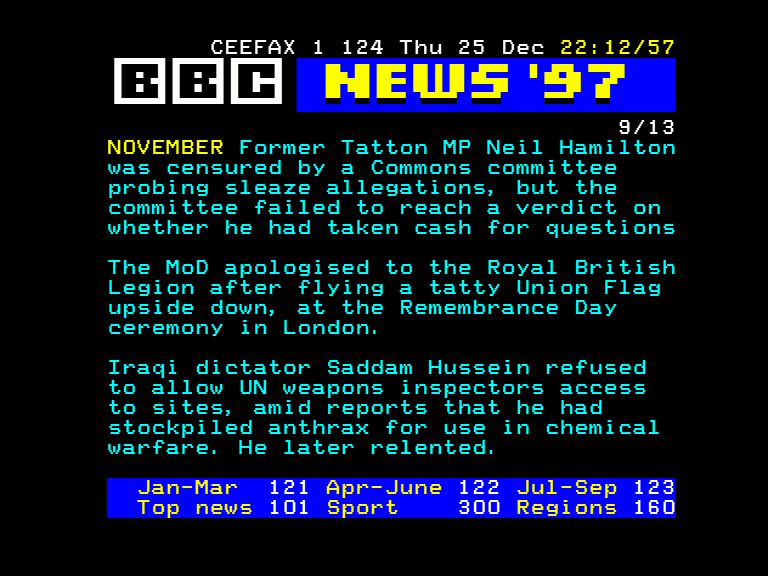 CEEFAX 1 124 Thu 25 Dec 22:12/57
BBC NEWS '97
9/13
NOVEMBER Former Tatton MP Neil Hamilton
was censured by a Commons committee
probing sleaze allegations, but the
committee failed to reach a verdict on
whether he had taken cash for questions
The MoD apologised to the Royal British
Legion after flying a tatty Union Flag
upside down, at the Remembrance Day
ceremony in London.
Iraqi dictator Saddam Hussein refused
to allow UN weapons inspectors access
to sites, amid reports that he had
stockpiled anthrax for use in chemical
warfare. He later relented.
Jan-Mar 121 Apr-June 122 Jul-Sep 123
Top news 101 Sport 300 Regions 160